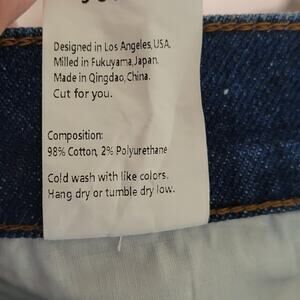 Designed in Los Angeles, USA.
Milled in Fukuyama, Japan.
Made in Qingdao, China.
Cut for you.
Composition:
98% Cotton, 2% Polyurethane
Cold wash with like colors.
Hang dry or tumble dry low.